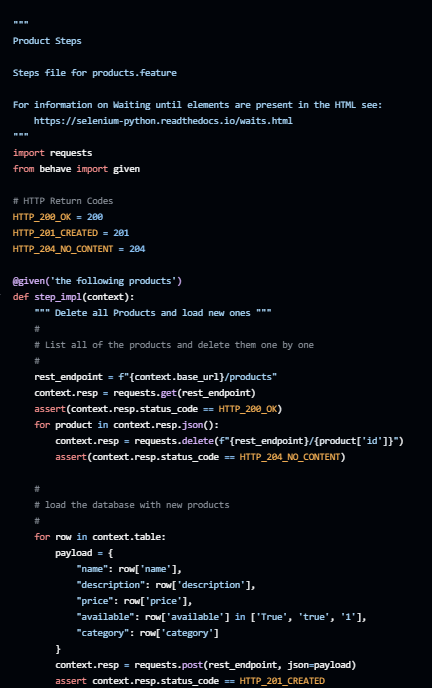 """
Product Steps

Steps file for products.feature

For information on Waiting until elements are present in the HTML see:
    https://selenium-python.readthedocs.io/waits.html
"""
import requests
from behave import given

# HTTP Return Codes
HTTP_200_OK = 200
HTTP_201_CREATED = 201
HTTP_204_NO_CONTENT = 204

@given('the following products')
def step_impl(context):
    """ Delete all Products and load new ones """
    #
    # List all of the products and delete them one by one
    #
    rest_endpoint = f"{context.base_url}/products"
    context.resp = requests.get(rest_endpoint)
    assert(context.resp.status_code == HTTP_200_OK)
    for product in context.resp.json():
        context.resp = requests.delete(f"{rest_endpoint}/{product['id']}")
        assert(context.resp.status_code == HTTP_204_NO_CONTENT)

    #
    # load the database with new products
    #
    for row in context.table:
        payload = {
            "name": row['name'],
            "description": row['description'],
            "price": row['price'],
            "available": row['available'] in ['True', 'true', '1'],
            "category": row['category']
        }
        context.resp = requests.post(rest_endpoint, json=payload)
        assert context.resp.status_code == HTTP_201_CREATED